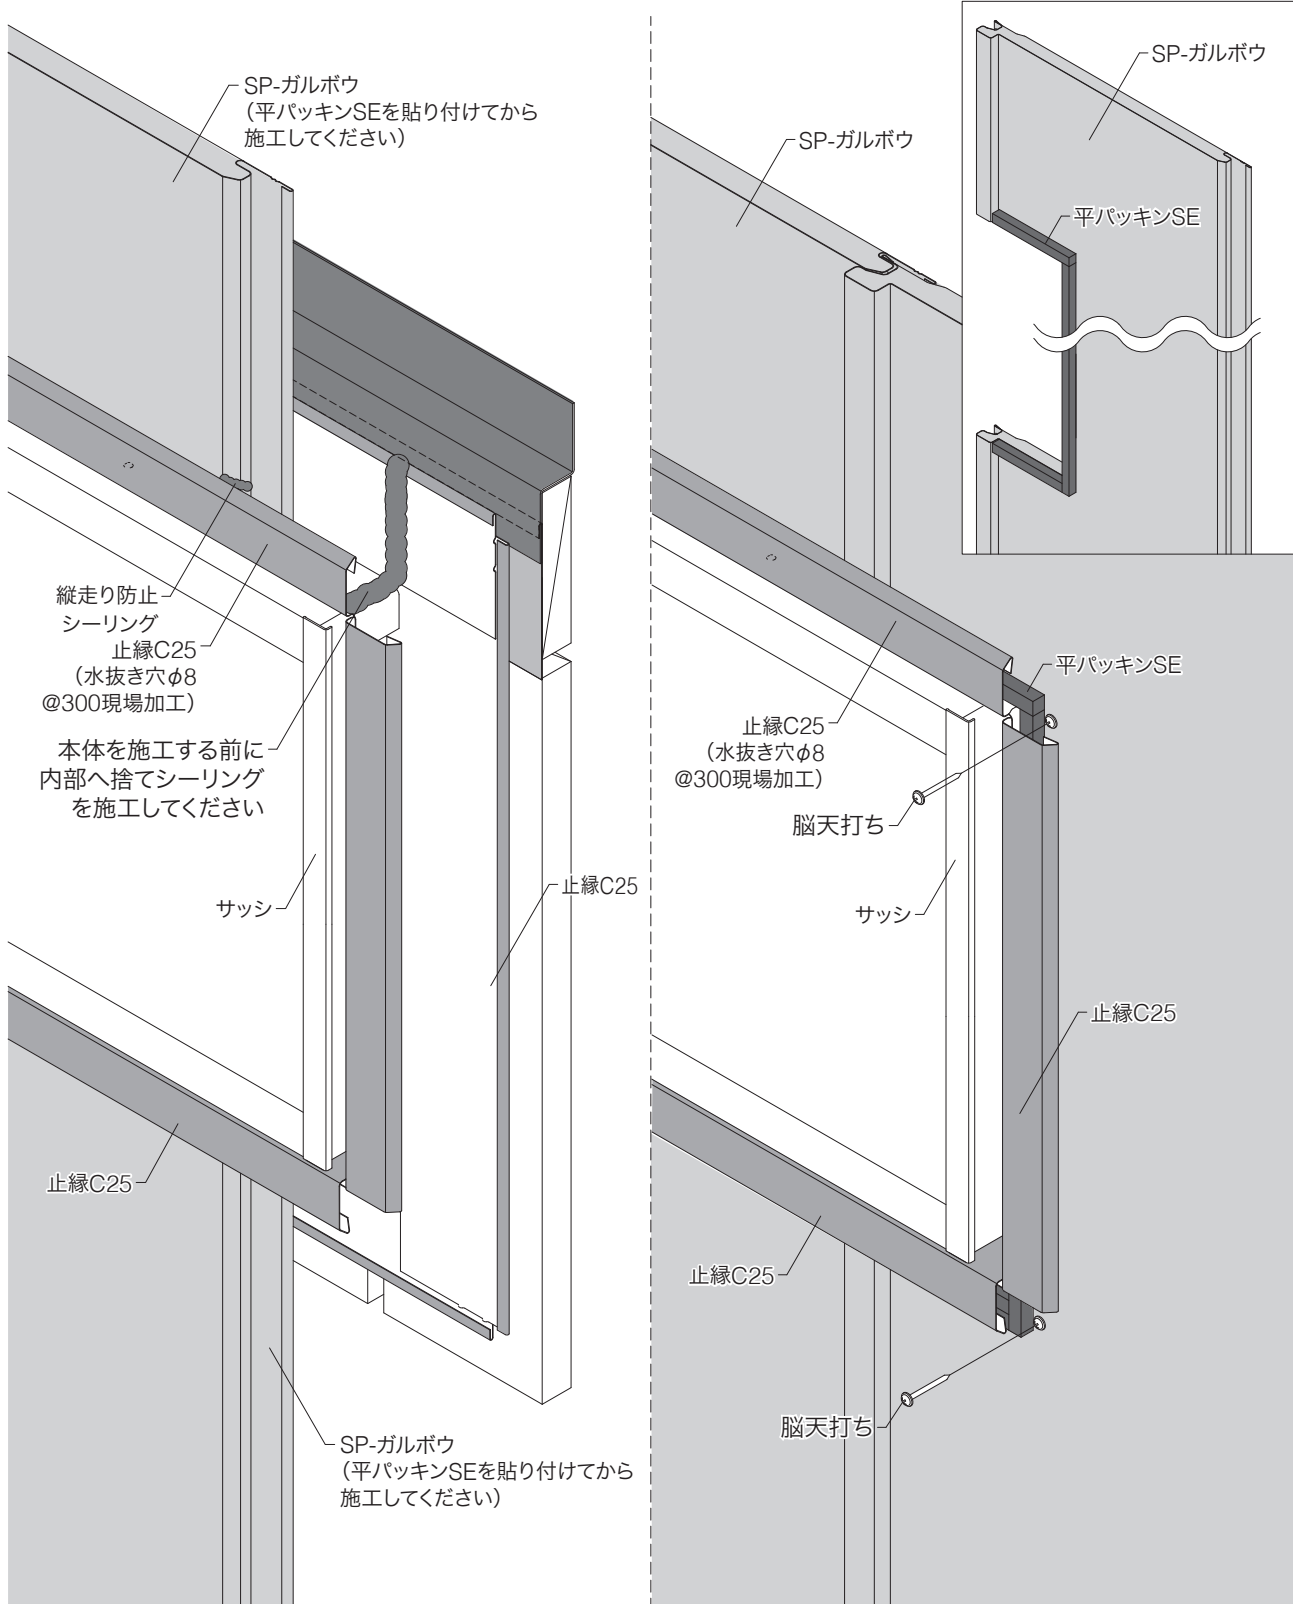 SP-ガルボウ
（平パッキンSEを貼り付けてから
施工してください）
縦走り防止
シーリング
止縁C25
（水抜き穴φ8
@300現場加工）
本体を施工する前に
内部へ捨てシーリング
を施工してください
サッシ
止縁C25
止縁C25
SP-ガルボウ
（平パッキンSEを貼り付けてから
施工してください）
SP-ガルボウ
SP-ガルボウ
平パッキンSE
平パッキンSE
止縁C25
（水抜き穴φ8
@300現場加工）
脳天打ち
サッシ
止縁C25
止縁C25
脳天打ち